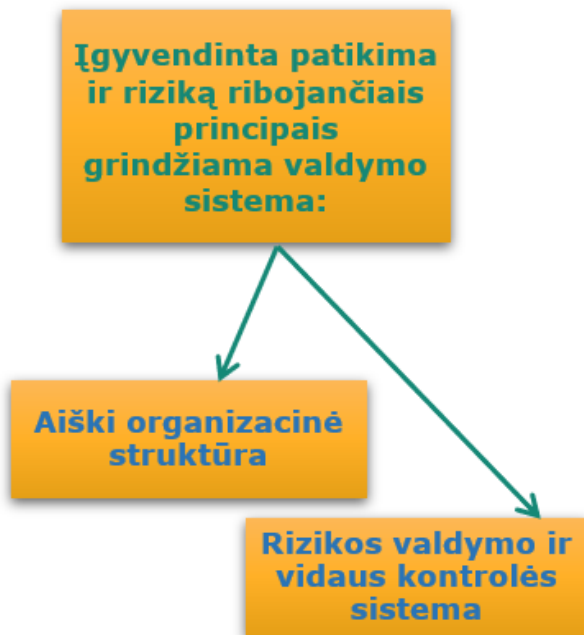 Įgyvendinta patikima
ir riziką ribojančiais
principais
grindžiama valdymo
sistema:
Aiški organizacinė
struktūra
Rizikos valdymo ir
vidaus kontrolės
sistema